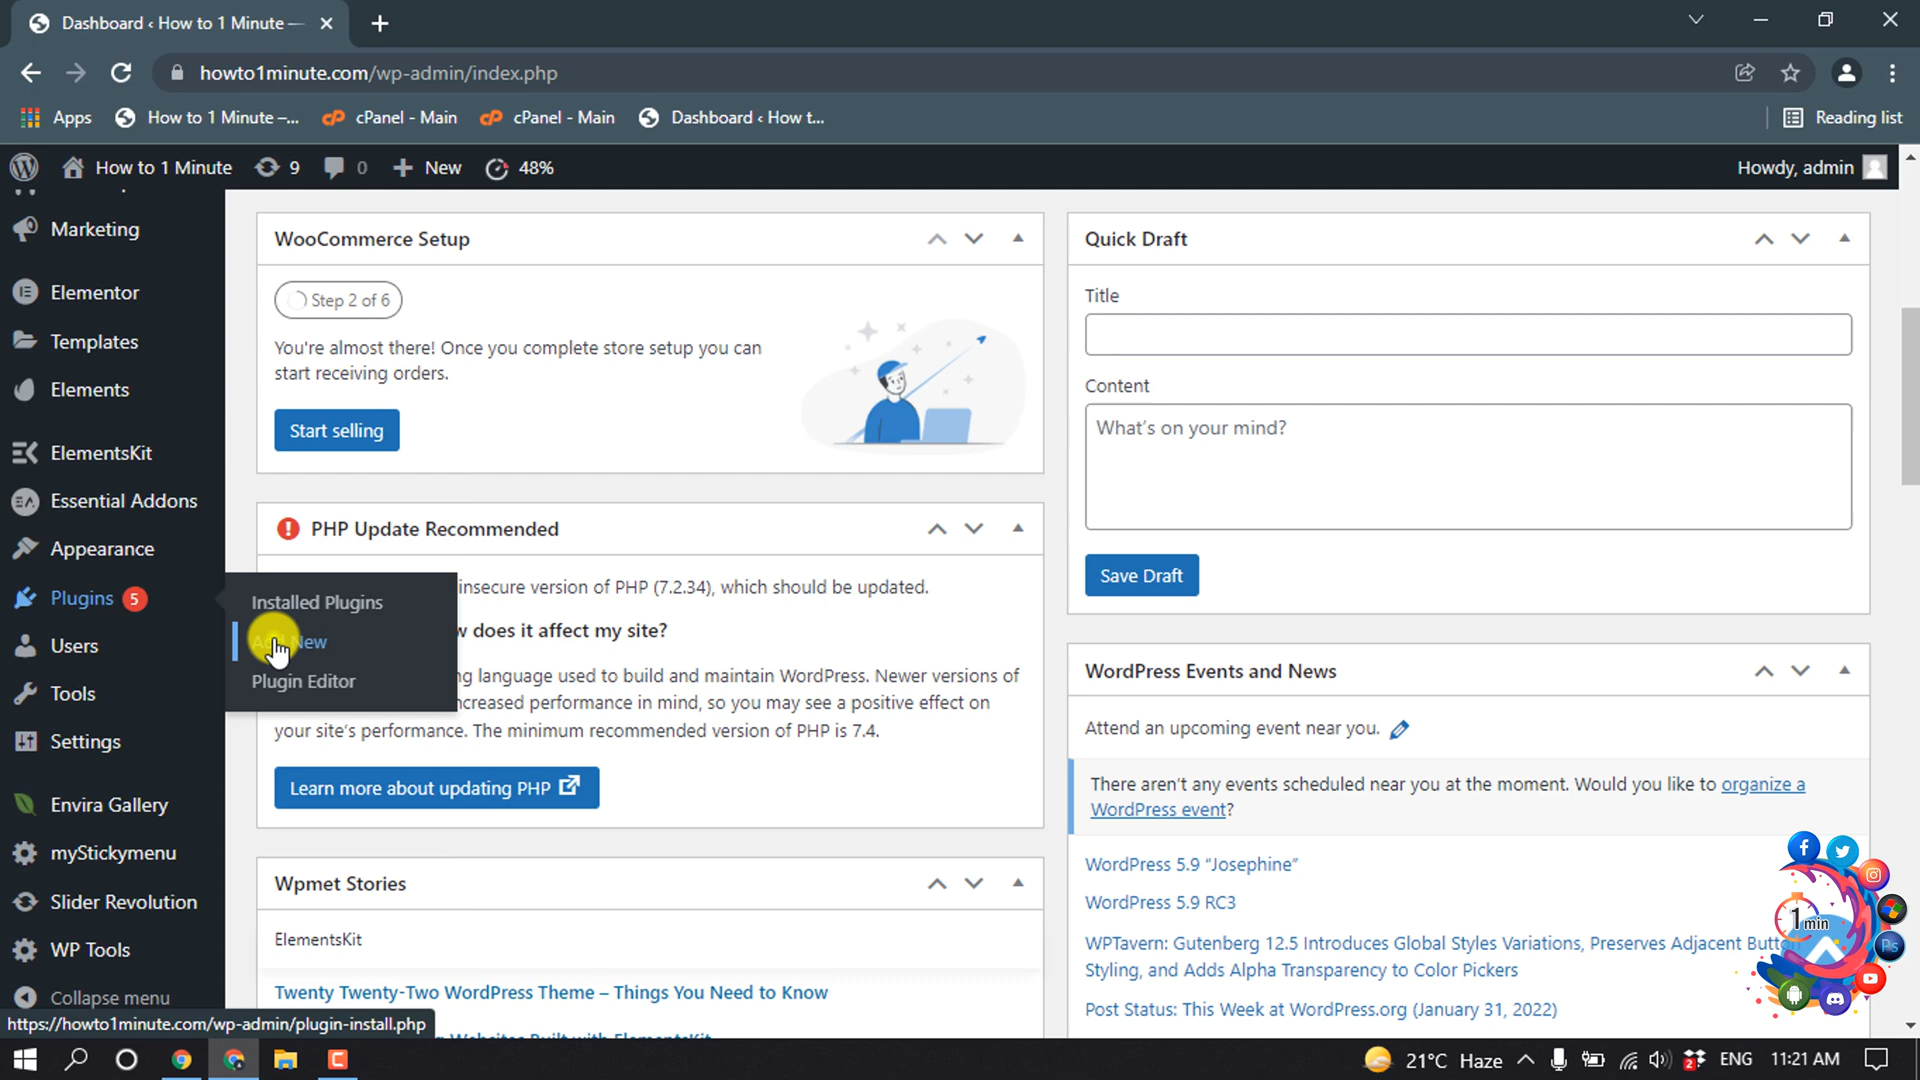 Dashboard ‹ How to 1 Minute —
howto1minute.com/wp-admin/index.php
Apps
How to 1 Minute –...
cPanel - Main
cPanel - Main
Dashboard ‹ How t...
Reading list
How to 1 Minute
9
0
New
48%
Howdy, admin
Marketing
Elementor
Templates
Elements
ElementsKit
Essential Addons
Appearance
Plugins 5
Users
Tools
Settings
Envira Gallery
myStickymenu
Slider Revolution
WP Tools
Collapse menu
Installed Plugins
Add New
Plugin Editor
WooCommerce Setup
Step 2 of 6
You're almost there! Once you complete store setup you can
start receiving orders.
Start selling
PHP Update Recommended
insecure version of PHP (7.2.34), which should be updated.
does it affect my site?
language used to build and maintain WordPress. Newer versions of
increased performance in mind, so you may see a positive effect on
your site's performance. The minimum recommended version of PHP is 7.4.
Learn more about updating PHP
Wpmet Stories
ElementsKit
Twenty Twenty-Two WordPress Theme – Things You Need to Know
Websites Built with ElementsKit
Quick Draft
Title
Content
What's on your mind?
Save Draft
WordPress Events and News
Attend an upcoming event near you.
There aren't any events scheduled near you at the moment. Would you like to organize a
WordPress event?
WordPress 5.9 “Josephine”
WordPress 5.9 RC3
WPTavern: Gutenberg 12.5 Introduces Global Styles Variations, Preserves Adjacent Button
Styling, and Adds Alpha Transparency to Color Pickers
Post Status: This Week at WordPress.org (January 31, 2022)
1 min
Ps
https://howto1minute.com/wp-admin/plugin-install.php
21°C Haze
2
ENG
11:21 AM